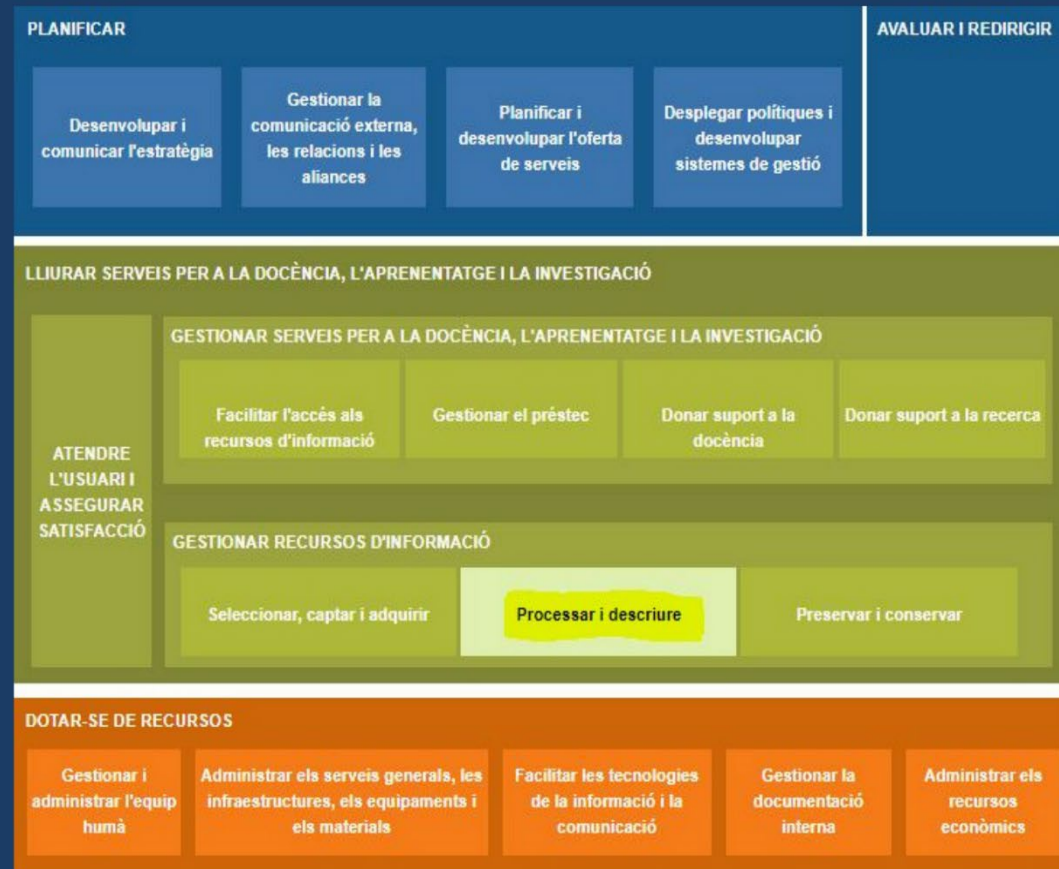 PLANIFICAR
AVALUAR I REDIRIGIR
Desenvolupar i
comunicar l'estratègia
Gestionar la
comunicació externa,
les relacions i les
aliances
Planificar i
desenvolupar l'oferta
de serveis
Desplegar polítiques i
desenvolupar
sistemes de gestió
LLIURAR SERVEIS PER A LA DOCÈNCIA, L'APRENENTATGE I LA INVESTIGACIÓ
ATENDRE
L'USUARI I
ASSEGURAR
SATISFACCIÓ
GESTIONAR SERVEIS PER A LA DOCÈNCIA, L'APRENENTATGE I LA INVESTIGACIÓ
Facilitar l'accés als
recursos d'informació
Gestionar el préstec
Donar suport a la
docència
Donar suport a la recerca
GESTIONAR RECURSOS D'INFORMACIÓ
Seleccionar, captar i adquirir
Processar i descriure
Preservar i conservar
DOTAR-SE DE RECURSOS
Gestionar i
administrar l'equip
humà
Administrar els serveis generals, les
infraestructures, els equipaments i
els materials
Facilitar les tecnologies
de la informació i la
comunicació
Gestionar la
documentació
interna
Administrar els
recursos
econòmics